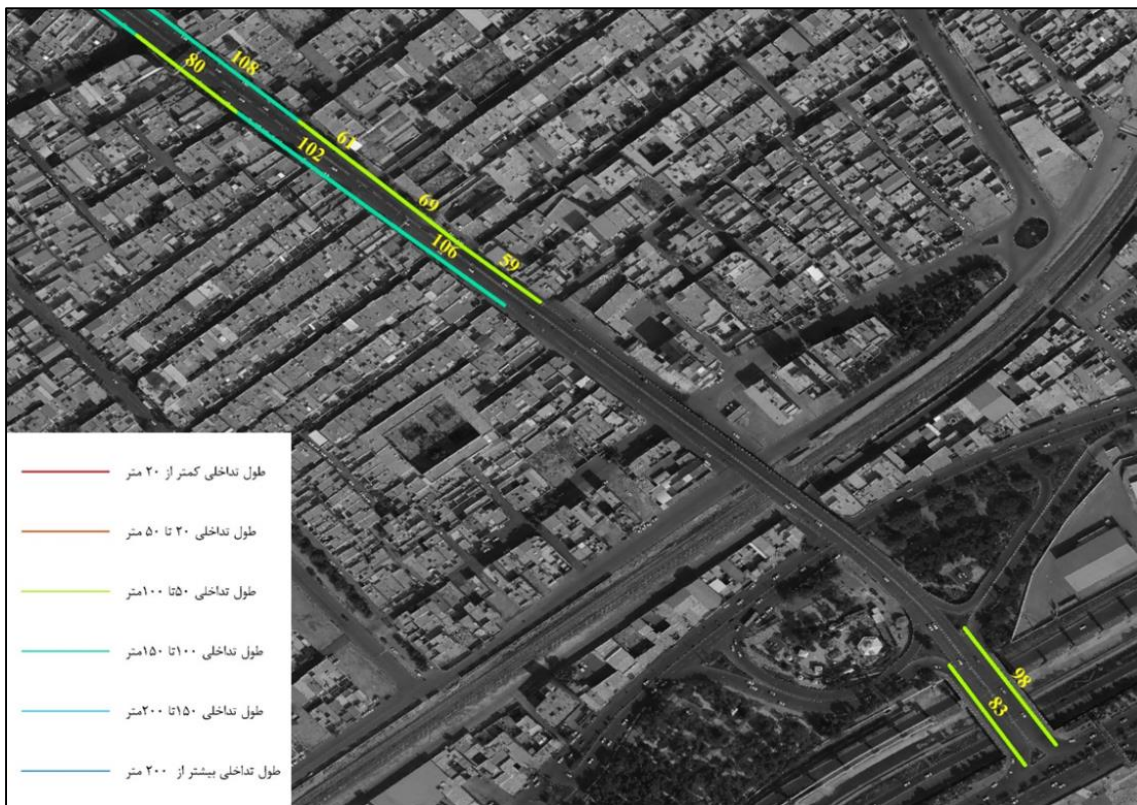 108
80
61
102
69
106
59
98
83
طول تداخلی کمتر از ۲۰ متر
طول تداخلی ۲۰ تا ۵۰ متر
طول تداخلی ۵۰تا ۱۰۰متر
طول تداخلی ۱۰۰تا ۱۵۰متر
طول تداخلی ۱۵۰تا ۲۰۰متر
طول تداخلی بیشتر از ۲۰۰ متر